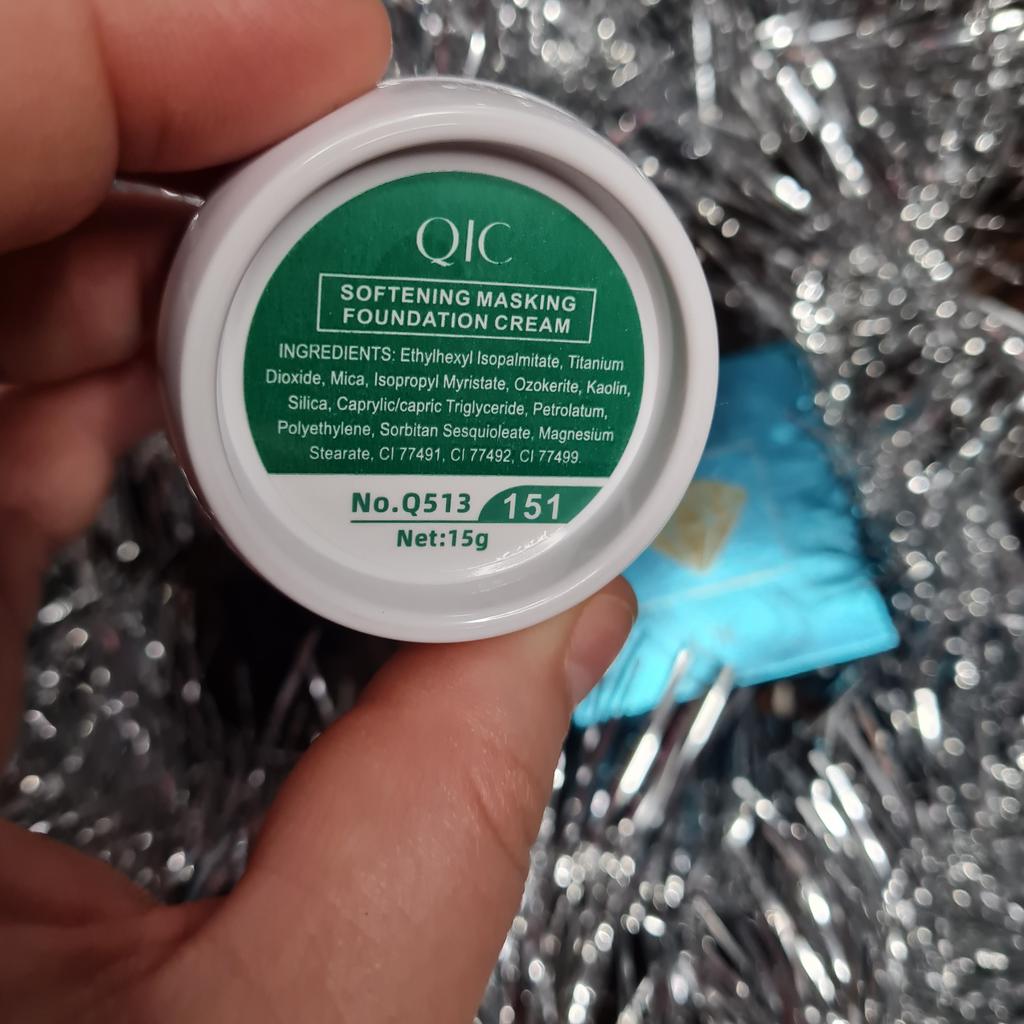 QIC
SOFTENING MASKING
FOUNDATION CREAM
INGREDIENTS: Ethylhexyl Isopalmitate, Titanium
Dioxide, Mica, Isopropyl Myristate, Ozokerite, Kaolin,
Silica, Caprylic/capric Triglyceride, Petrolatum,
Polyethylene, Sorbitan Sesquioleate, Magnesium
Stearate, CI 77491, CI 77492, CI 77499.
No.Q513 151
Net:15g